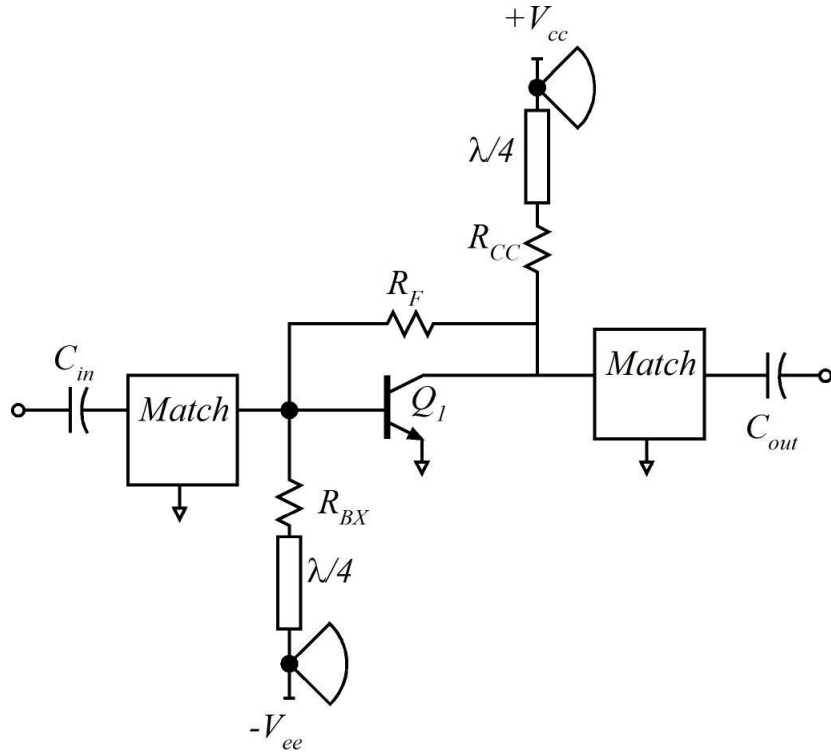 +V_cc
λ/4
R_CC
R_F
C_in
Match
Match
Q_1
C_out
R_BX
λ/4
-V_ee